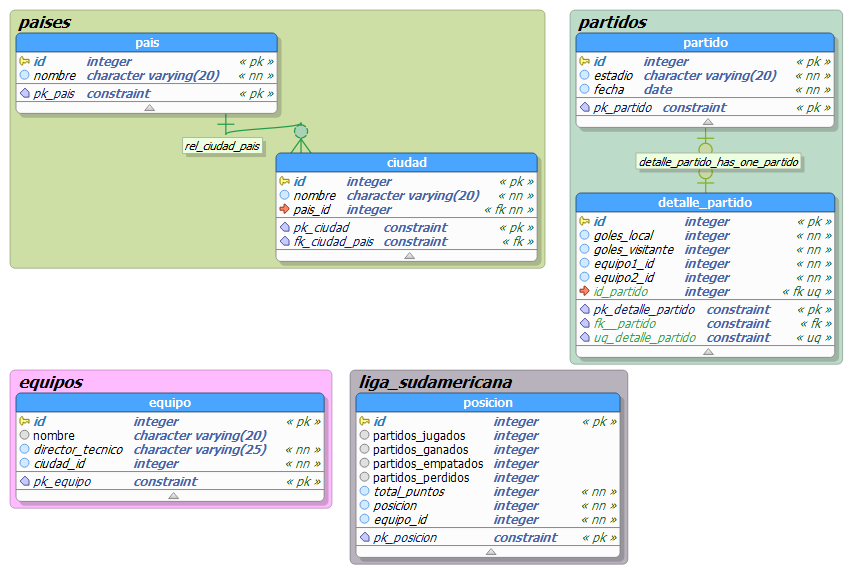 paises
pais
id integer « pk »
nombre character varying(20) « nn »
pk_pais constraint « pk »
rel_ciudad_pais
ciudad
id integer « pk »
nombre character varying(20) « nn »
pais_id integer « fk nn »
pk_ciudad constraint « pk »
fk_ciudad_pais constraint « fk »
partidos
partido
id integer « pk »
estadio character varying(20) « nn »
fecha date « nn »
pk_partido constraint « pk »
detalle_partido_has_one_partido
detalle_partido
id integer « pk »
goles_local integer « nn »
goles_visitante integer « nn »
equipo1_id integer « nn »
equipo2_id integer « nn »
id_partido integer « fk uq »
pk_detalle_partido constraint « pk »
fk__partido constraint « fk »
uq_detalle_partido constraint « uq »
equipos
equipo
id integer « pk »
nombre character varying(20)
director_tecnico character varying(25) « nn »
ciudad_id integer « nn »
pk_equipo constraint « pk »
liga_sudamericana
posicion
id integer « pk »
partidos_jugados integer
partidos_ganados integer
partidos_empatados integer
partidos_perdidos integer
total_puntos integer « nn »
posicion integer « nn »
equipo_id integer « nn »
pk_posicion constraint « pk »